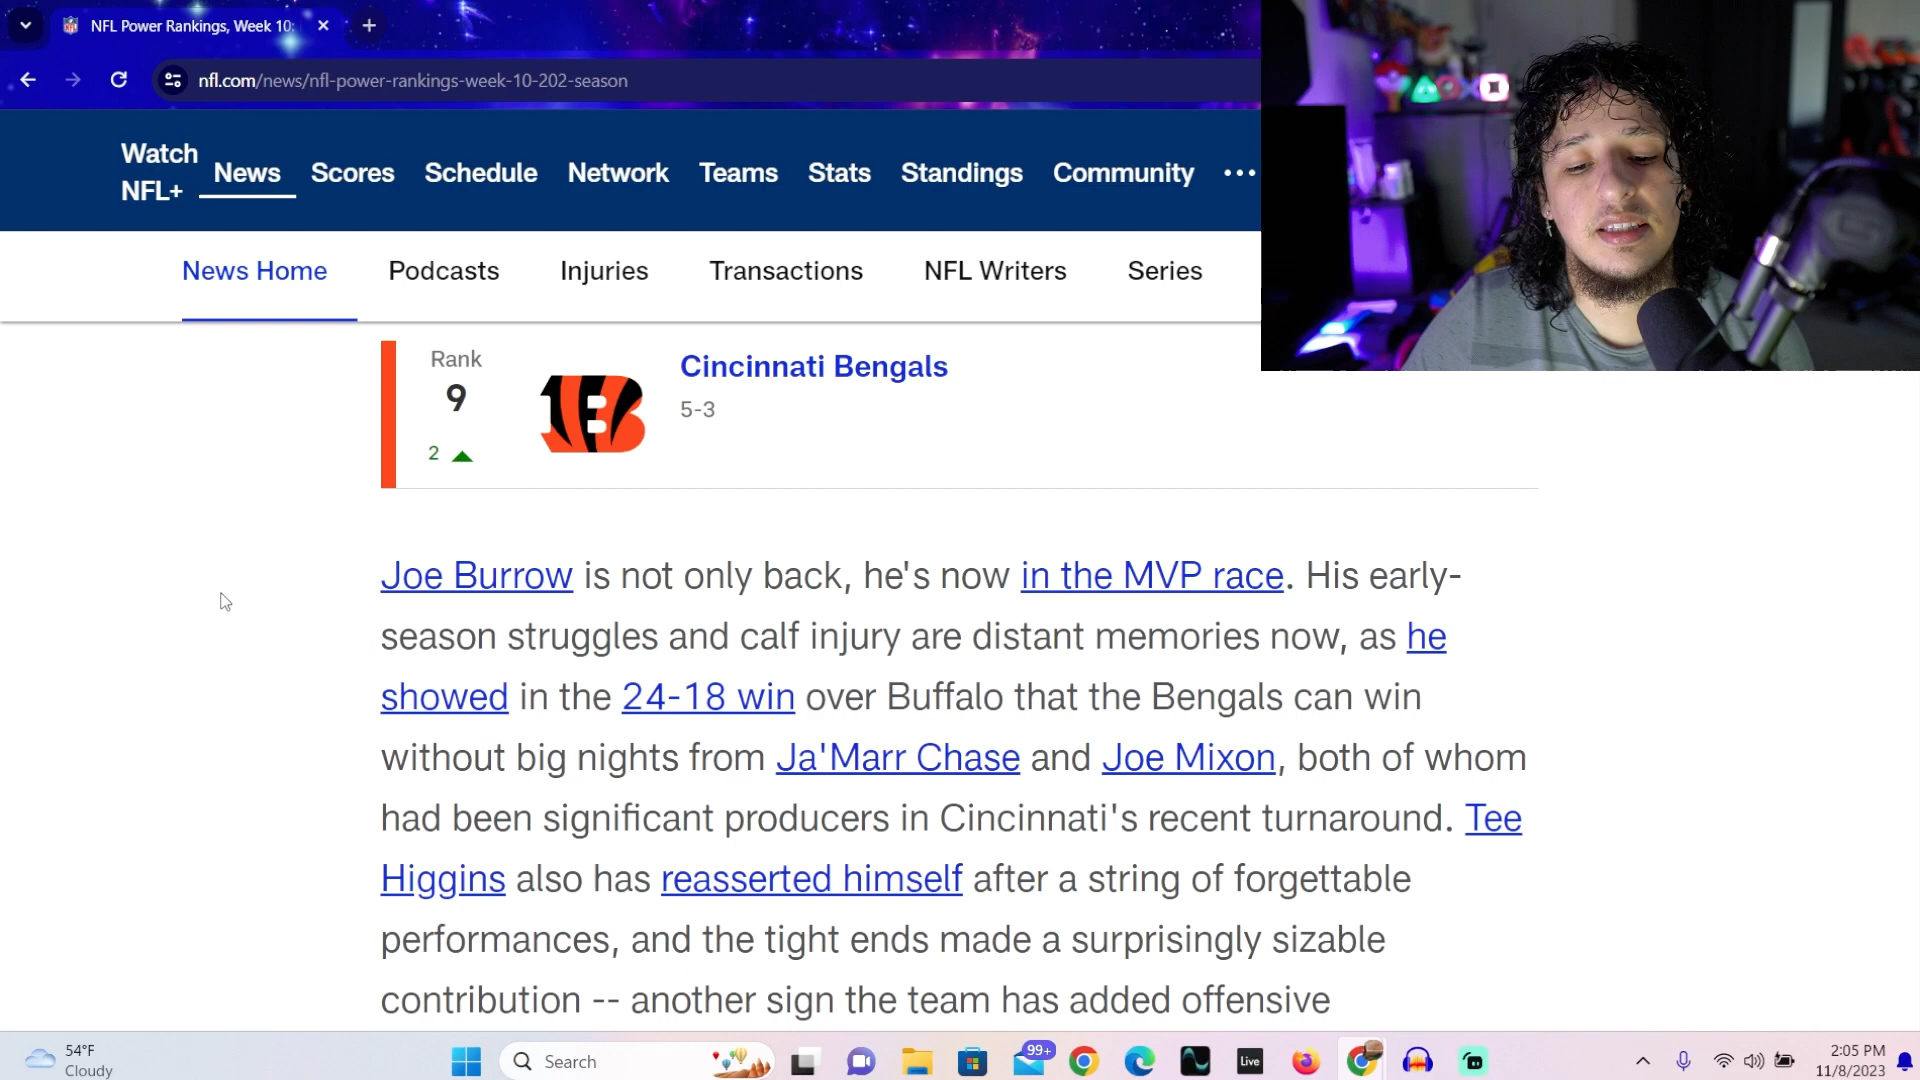 NFL Power Rankings, Week 10:
nfl.com/news/nfl-power-rankings-week-10-202-season
Watch NFL+
News
Scores
Schedule
Network
Teams
Stats
Standings
Community
News Home
Podcasts
Injuries
Transactions
NFL Writers
Series
Rank
9
2
Cincinnati Bengals
5-3
Joe Burrow is not only back, he's now in the MVP race. His early-
season struggles and calf injury are distant memories now, as he
showed in the 24-18 win over Buffalo that the Bengals can win
without big nights from Ja'Marr Chase and Joe Mixon, both of whom
had been significant producers in Cincinnati's recent turnaround. Tee
Higgins also has reasserted himself after a string of forgettable
performances, and the tight ends made a surprisingly sizable
contribution -- another sign the team has added offensive
54°F
Cloudy
Search
99+
Live
2:05 PM
11/8/2023